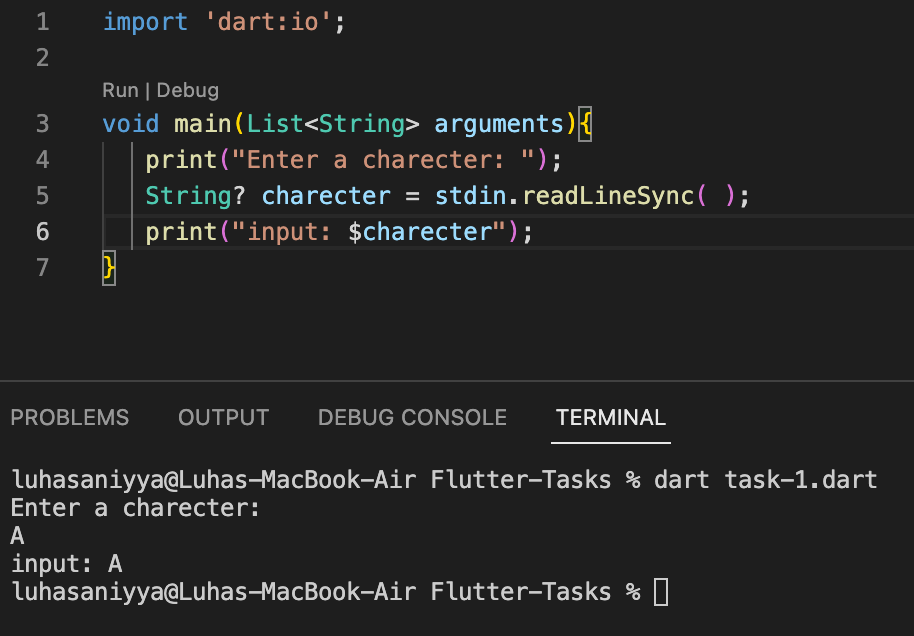 1 import 'dart:io';
2
Run | Debug
3 void main(List<String> arguments){
4 print("Enter a charecter: ");
5 String? charecter = stdin.readLineSync( );
6 print("input: $charecter");
7 }
PROBLEMS OUTPUT DEBUG CONSOLE TERMINAL
luhasaniyya@Luhas-MacBook-Air Flutter-Tasks % dart task-1.dart
Enter a charecter:
A
input: A
luhasaniyya@Luhas-MacBook-Air Flutter-Tasks %